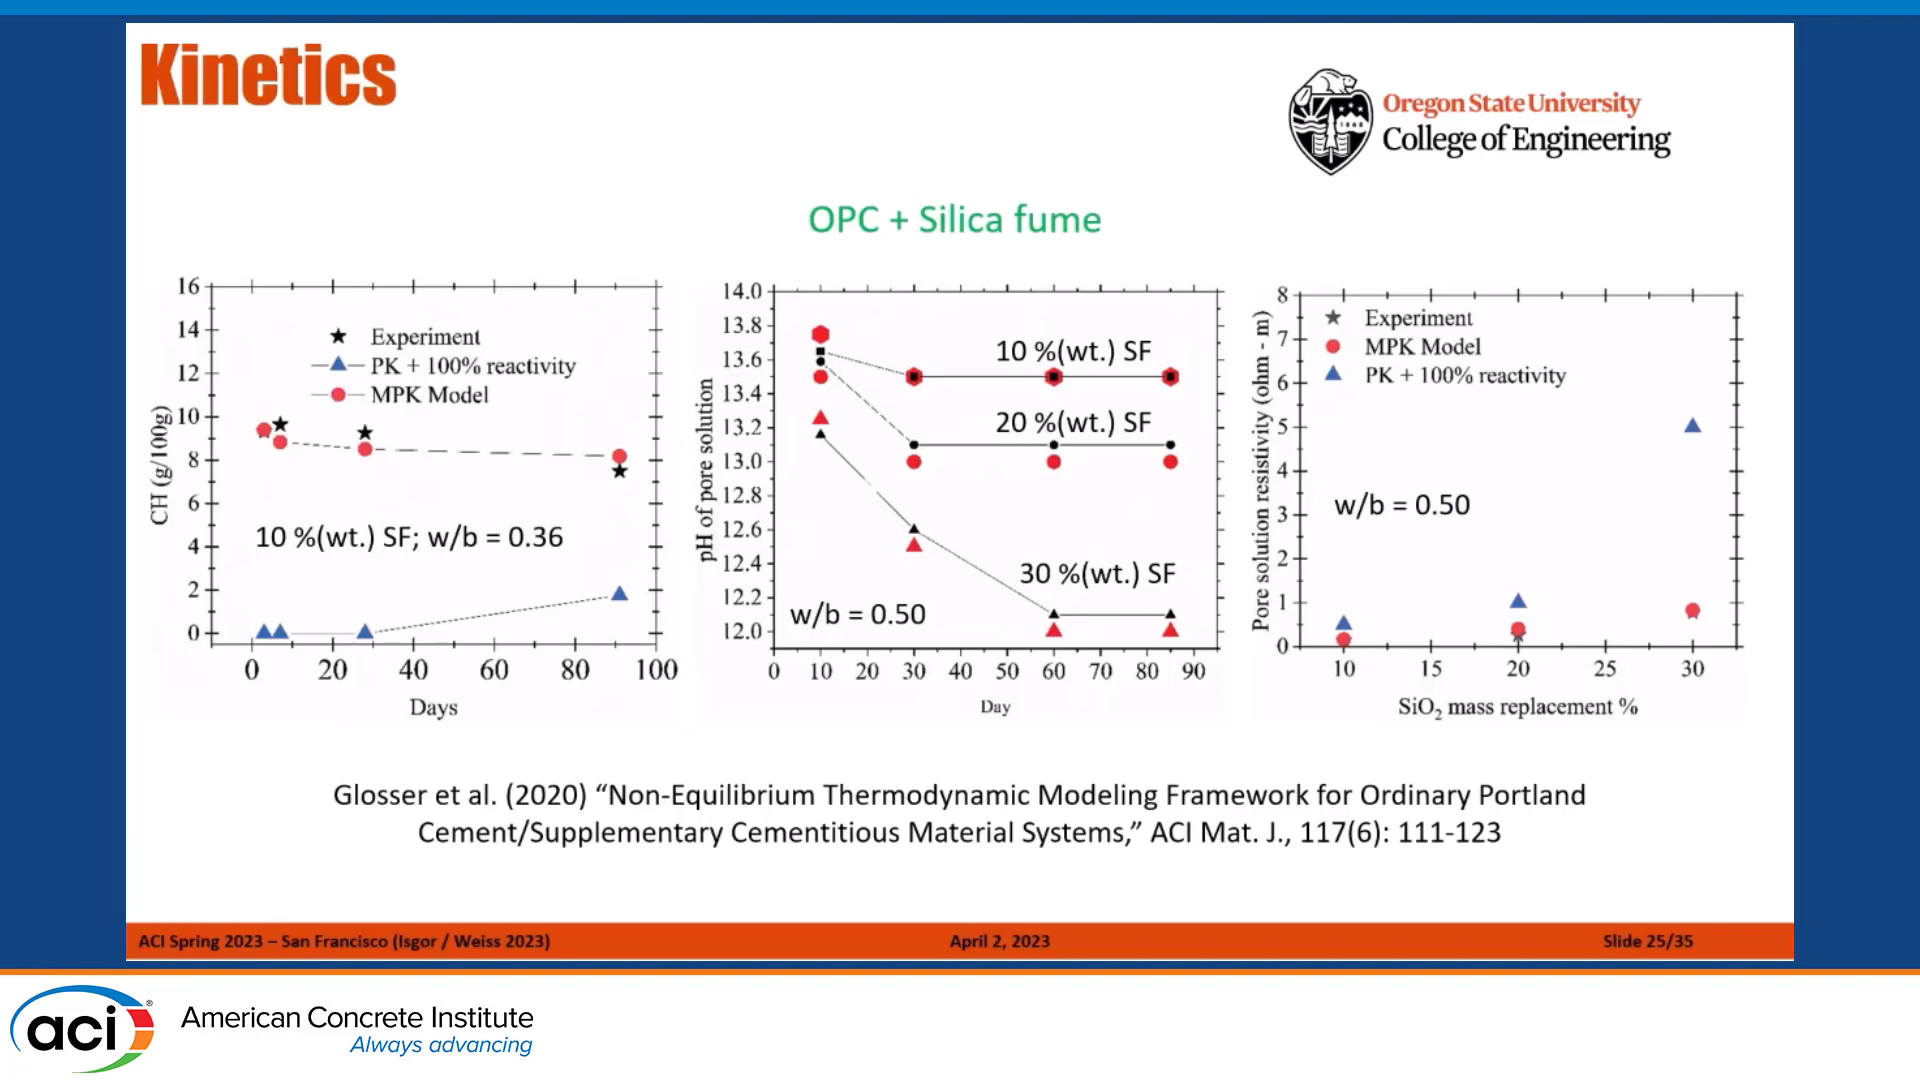 Kinetics
Oregon State University
College of Engineering
OPC + Silica fume
16
14
12
10
8
6
4
2
0
CH (g/100g)
Experiment
PK + 100% reactivity
MPK Model
10 %(wt.) SF; w/b = 0.36
0 20 40 60 80 100
Days
14.0
13.8
13.6
13.4
13.2
13.0
12.8
12.6
12.4
12.2
12.0
pH of pore solution
10 %(wt.) SF
20 %(wt.) SF
30 %(wt.) SF
w/b = 0.50
0 10 20 30 40 50 60 70 80 90
Day
8
7
6
5
4
3
2
1
0
Pore solution resistivity (ohm - m)
Experiment
MPK Model
PK + 100% reactivity
w/b = 0.50
10 15 20 25 30
SiO₂ mass replacement %
Glosser et al. (2020) “Non-Equilibrium Thermodynamic Modeling Framework for Ordinary Portland
Cement/Supplementary Cementitious Material Systems,” ACI Mat. J., 117(6): 111-123
ACI Spring 2023 – San Francisco (Isgor / Weiss 2023) April 2, 2023 Slide 25/35
aci®
American Concrete Institute
Always advancing